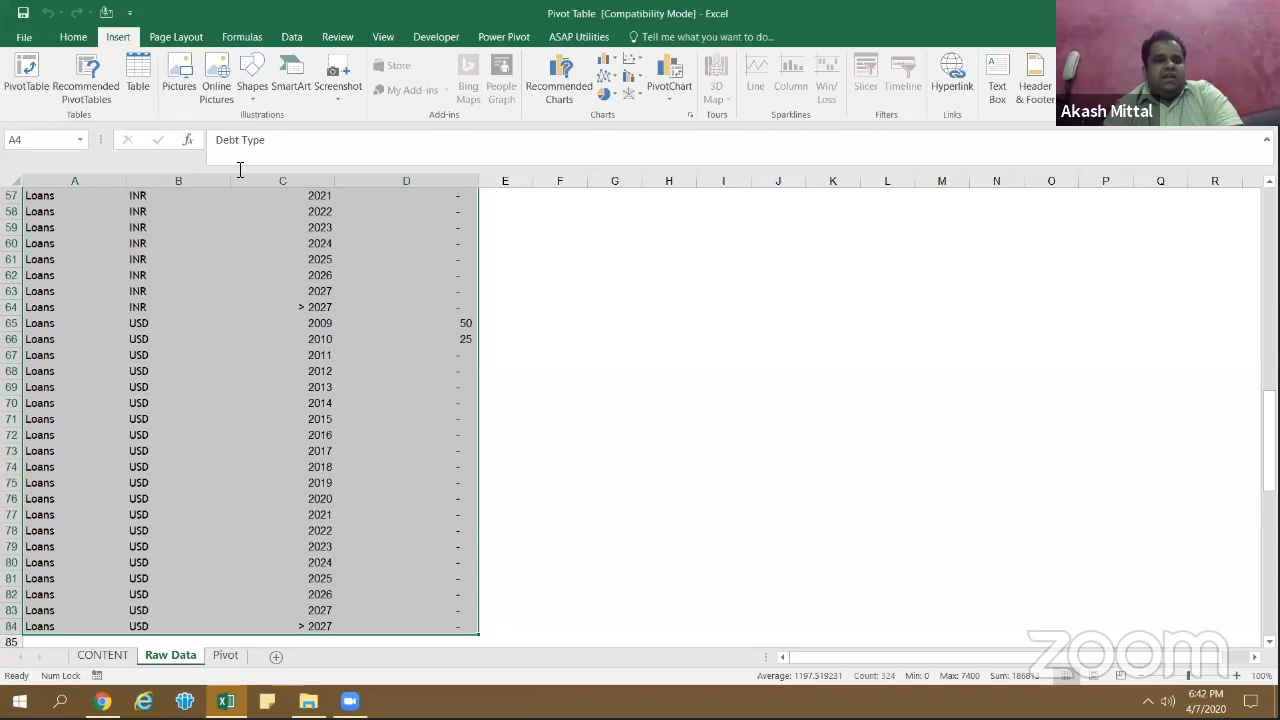 Pivot Table [Compatibility Mode] - Excel
File Home Insert Page Layout Formulas Data Review View Developer Power Pivot ASAP Utilities Tell me what you want to do...
PivotTable Recommended PivotTables Table Pictures Online Pictures Shapes SmartArt Screenshot Store My Add-ins Bing Maps People Graph Recommended Charts PivotChart 3D Map Line Column Win/Loss Slicer Timeline Hyperlink Text Box Header & Footer
Tables Illustrations Add-ins Charts Tours Sparklines Filters Links
Akash Mittal
A4 fx Debt Type
A B C D E F G H I J K L M N O P Q R
57 Loans INR 2021 -
58 Loans INR 2022 -
59 Loans INR 2023 -
60 Loans INR 2024 -
61 Loans INR 2025 -
62 Loans INR 2026 -
63 Loans INR 2027 -
64 Loans INR > 2027 -
65 Loans USD 2009 50
66 Loans USD 2010 25
67 Loans USD 2011 -
68 Loans USD 2012 -
69 Loans USD 2013 -
70 Loans USD 2014 -
71 Loans USD 2015 -
72 Loans USD 2016 -
73 Loans USD 2017 -
74 Loans USD 2018 -
75 Loans USD 2019 -
76 Loans USD 2020 -
77 Loans USD 2021 -
78 Loans USD 2022 -
79 Loans USD 2023 -
80 Loans USD 2024 -
81 Loans USD 2025 -
82 Loans USD 2026 -
83 Loans USD 2027 -
84 Loans USD > 2027 -
85
CONTENT Raw Data Pivot
zoom
Ready Num Lock Average: 1197.519231 Count: 324 Min: 0 Max: 7400 Sum: 186813 100%
6:42 PM
4/7/2020